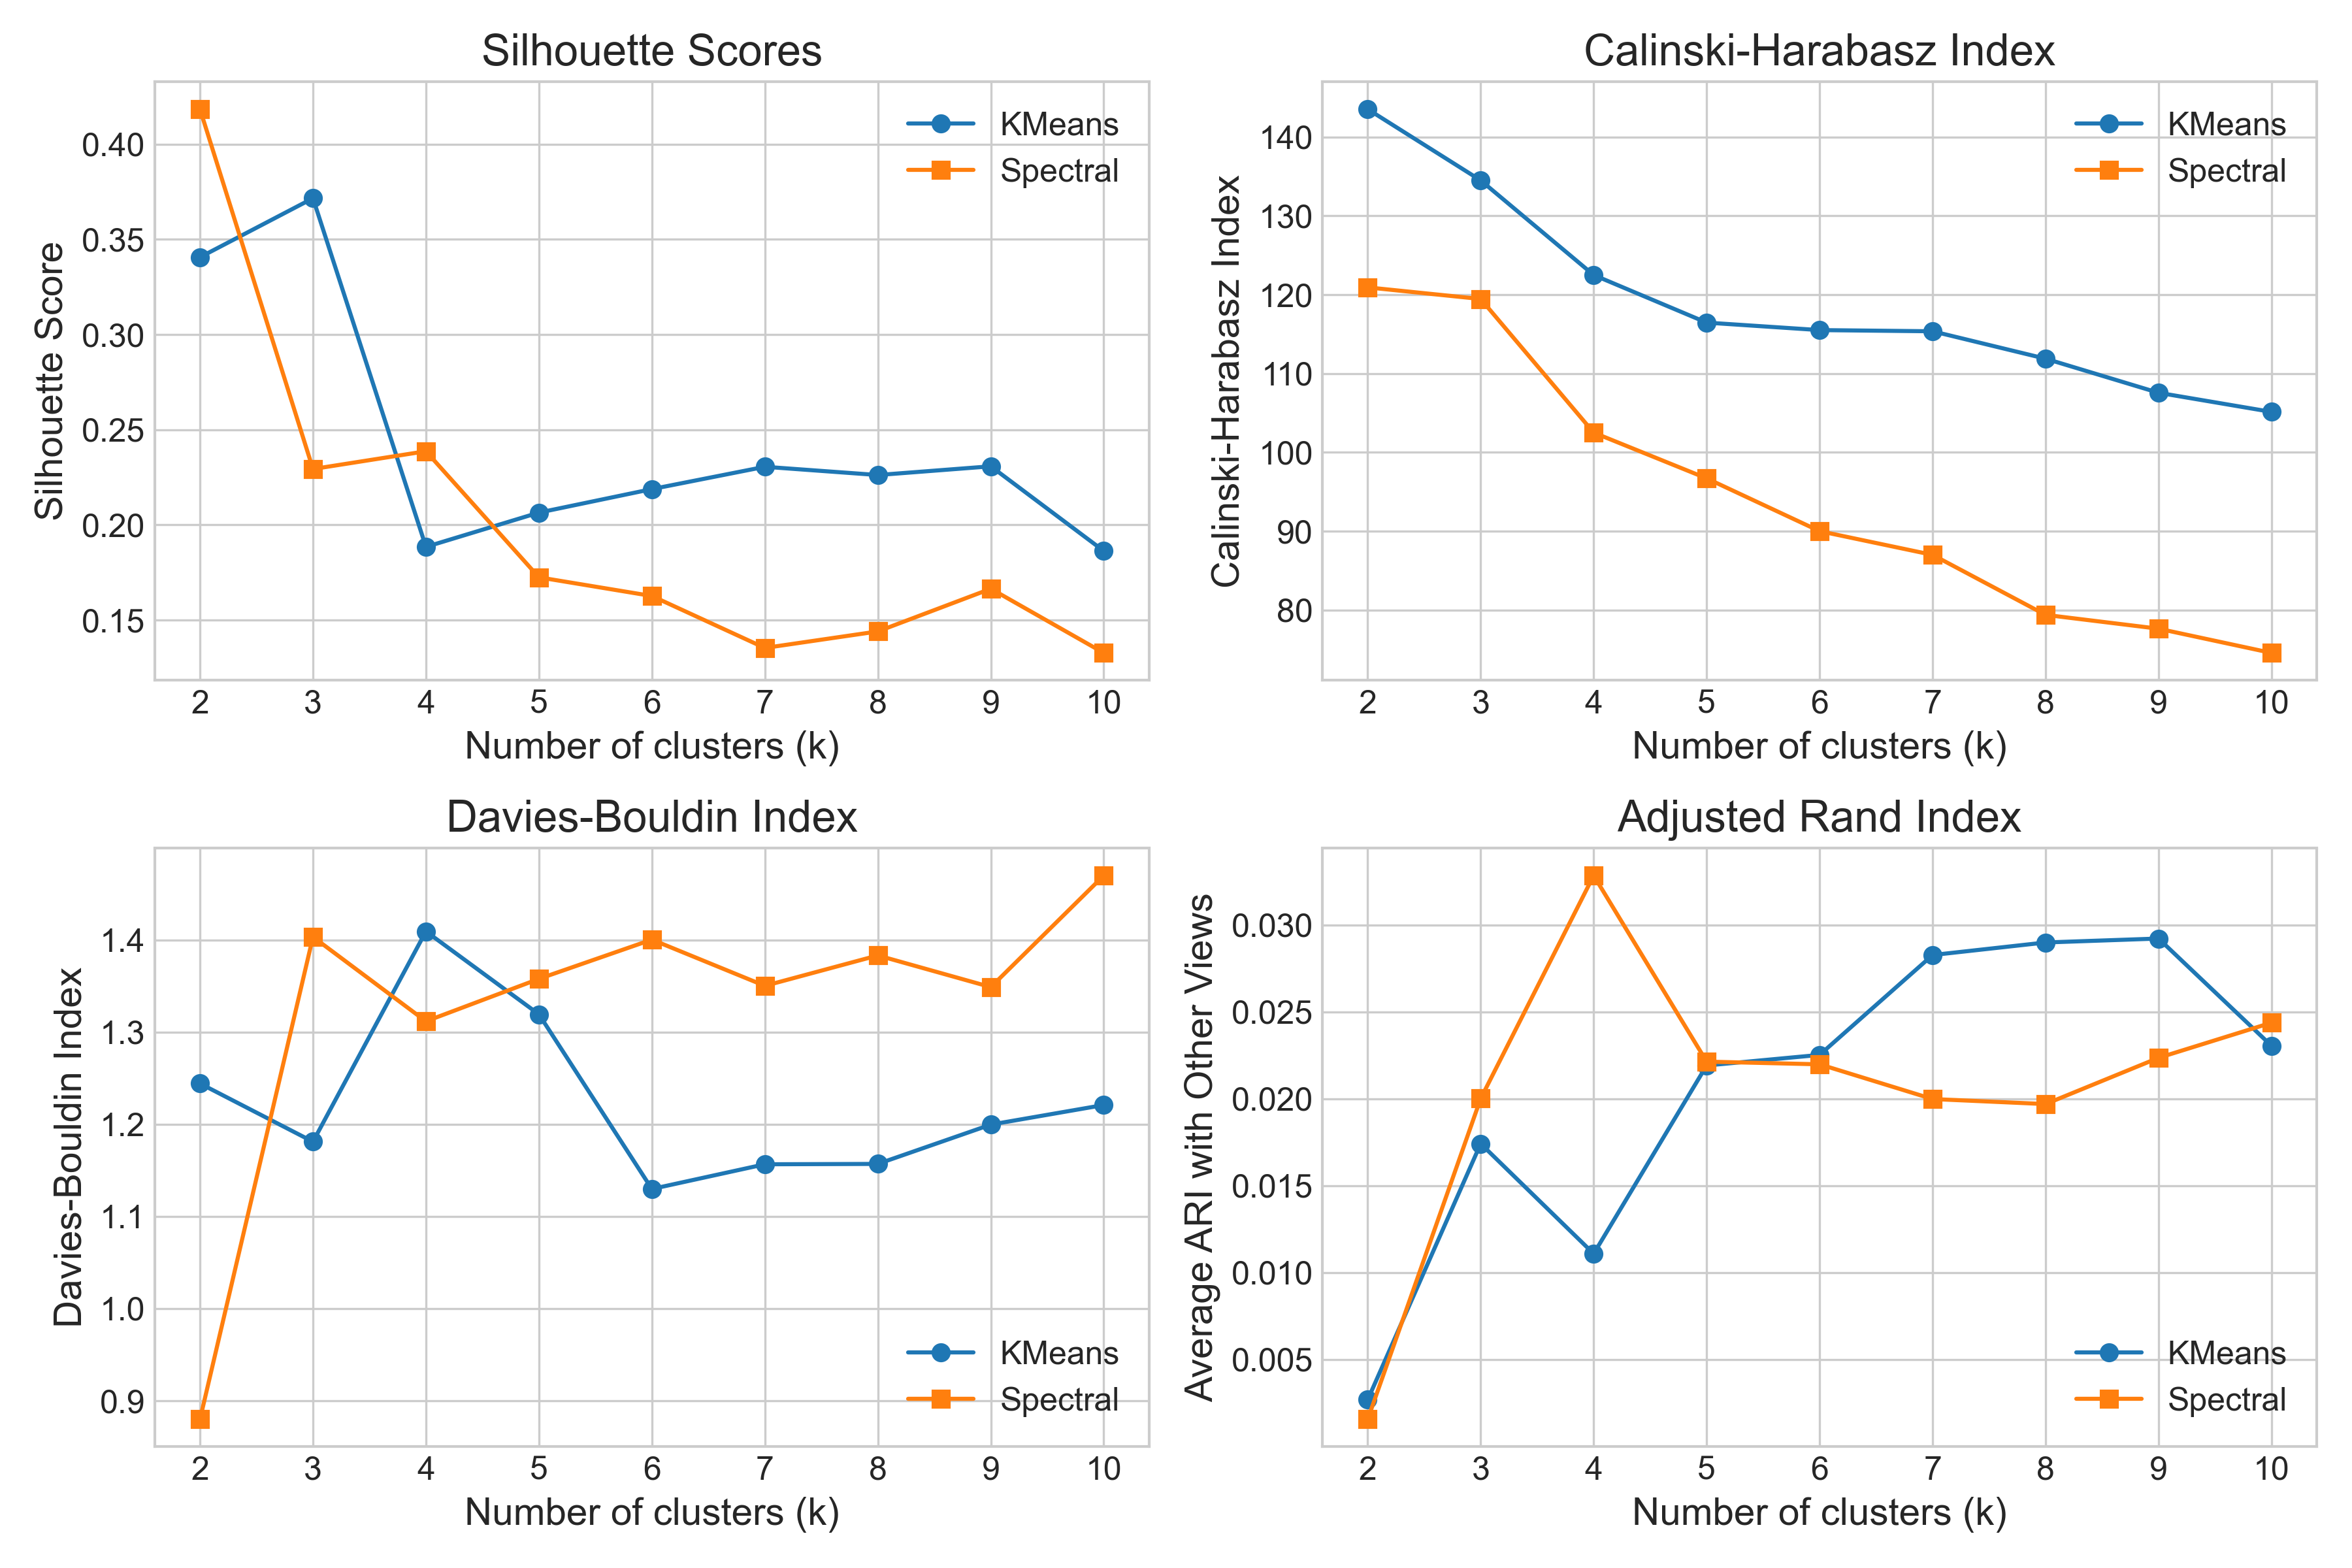 Silhouette Scores
Silhouette Score
0.40
0.35
0.30
0.25
0.20
0.15
KMeans
Spectral
2 3 4 5 6 7 8 9 10
Number of clusters (k)
Calinski-Harabasz Index
Calinski-Harabasz Index
140
130
120
110
100
90
80
KMeans
Spectral
2 3 4 5 6 7 8 9 10
Number of clusters (k)
Davies-Bouldin Index
Davies-Bouldin Index
1.4
1.3
1.2
1.1
1.0
0.9
KMeans
Spectral
2 3 4 5 6 7 8 9 10
Number of clusters (k)
Adjusted Rand Index
Average ARI with Other Views
0.030
0.025
0.020
0.015
0.010
0.005
KMeans
Spectral
2 3 4 5 6 7 8 9 10
Number of clusters (k)